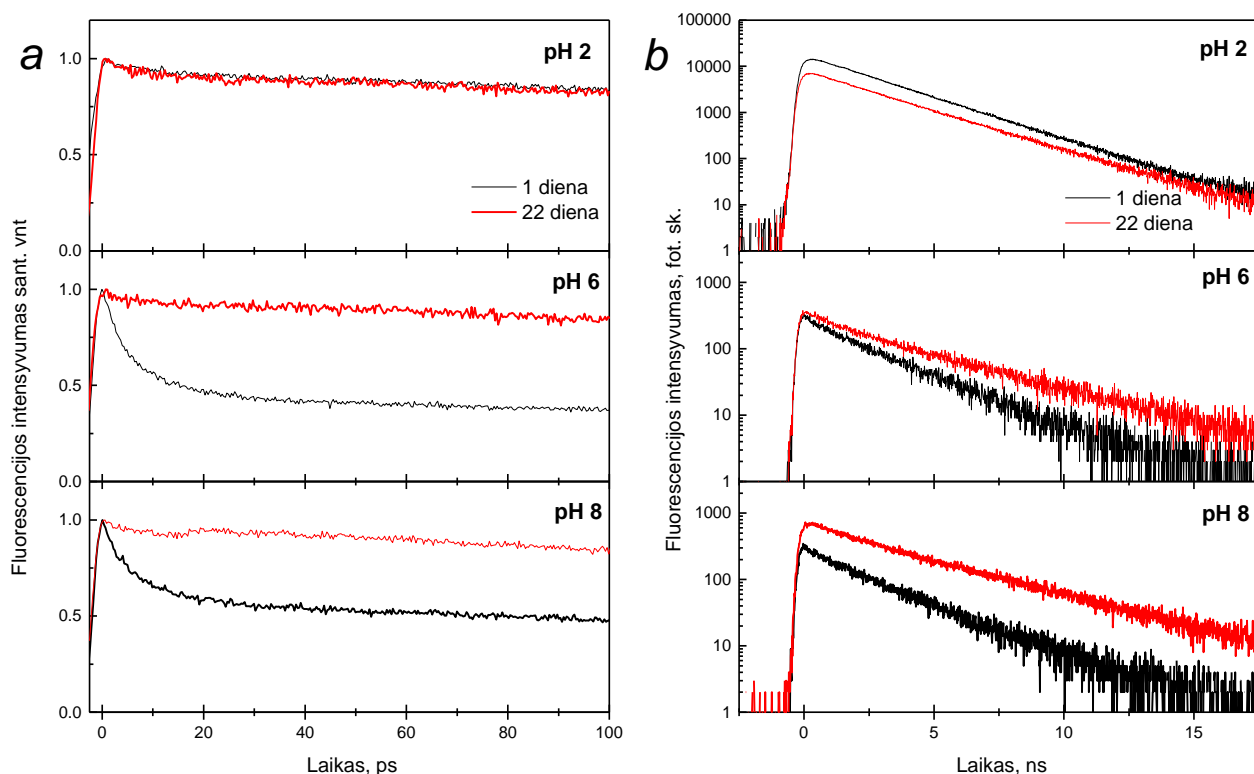 a
Fluorescencijos intensyvumas sant. vnt
pH 2
1.0
0.5
0.0
1 diena
22 diena
pH 6
1.0
0.5
0.0
pH 8
1.0
0.5
0.0
0
20
40
60
80
100
Laikas, ps
b
Fluorescencijos intensyvumas, fot. sk.
pH 2
100000
10000
1000
100
10
1
1 diena
22 diena
pH 6
1000
100
10
1
pH 8
1000
100
10
1
0
5
10
15
Laikas, ns